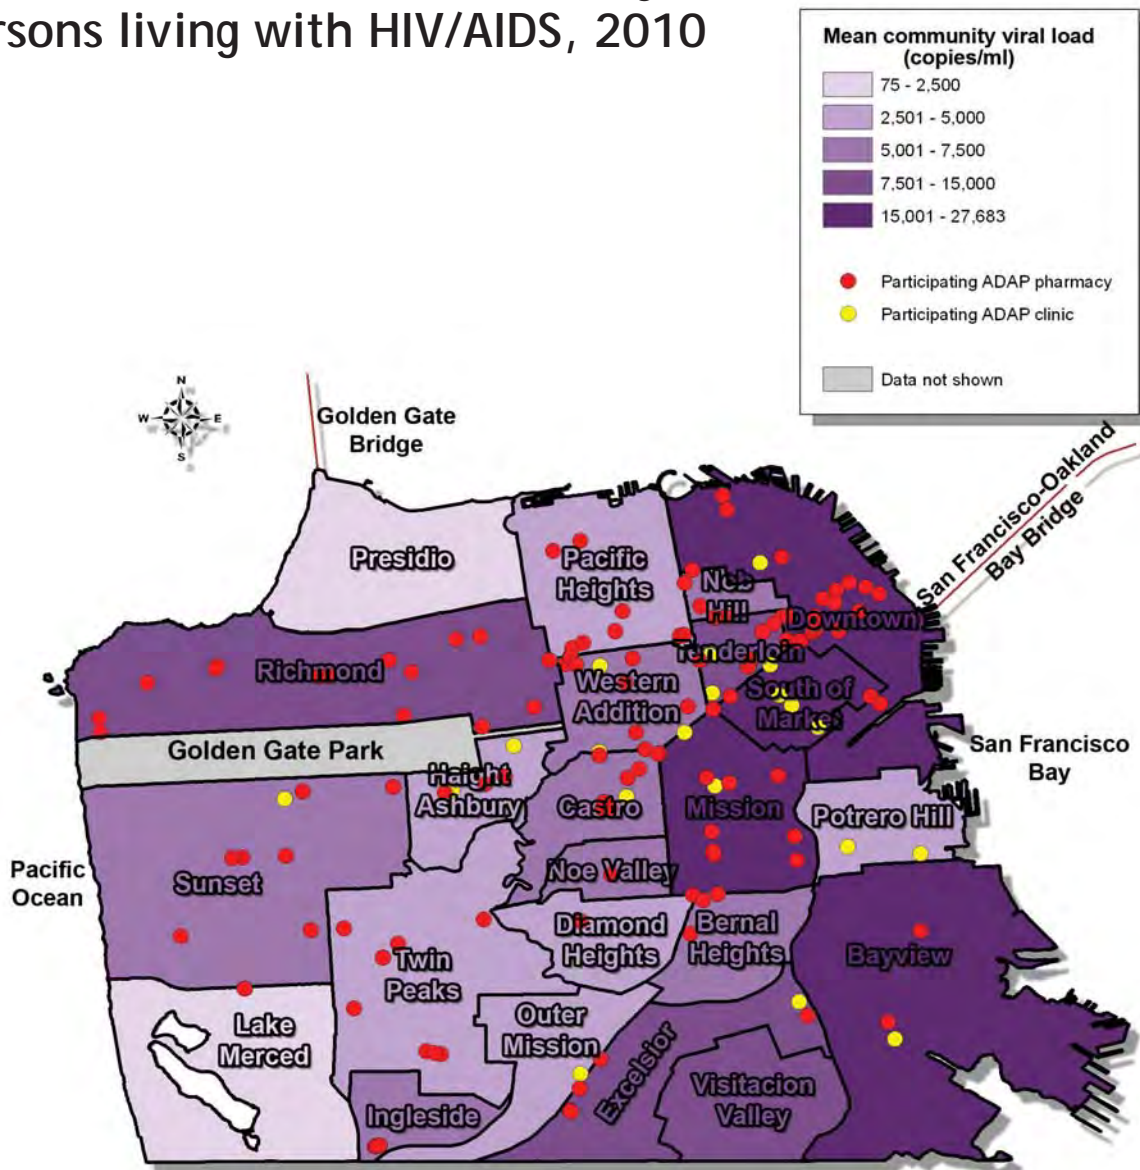 rsons living with HIV/AIDS, 2010
Mean community viral load
(copies/ml)
75 - 2,500
2,501 - 5,000
5,001 - 7,500
7,501 - 15,000
15,001 - 27,683
Participating ADAP pharmacy
Participating ADAP clinic
Data not shown
N
W
E
S
Golden Gate
Bridge
San Francisco-Oakland
Bay Bridge
Presidio
Pacific
Heights
Nob
Hill
Downtown
Tenderloin
Richmond
Western
Addition
South of
Market
Golden Gate Park
San Francisco
Bay
Haight
Ashbury
Castro
Mission
Potrero Hill
Pacific
Ocean
Sunset
Noe Valley
Diamond
Heights
Bernal
Heights
Bayview
Twin
Peaks
Outer
Mission
Lake
Merced
Excelsior
Visitacion
Valley
Ingleside